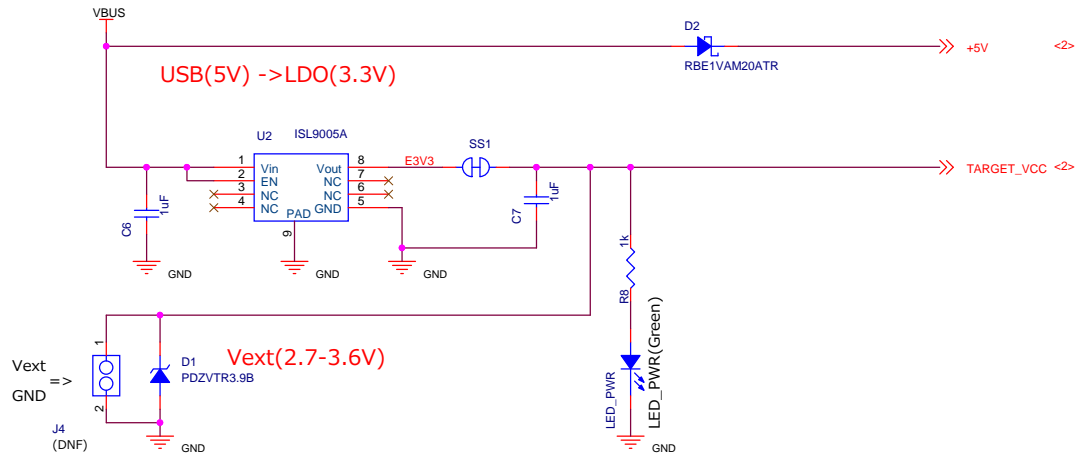 VBUS
D2
RBE1VAM20ATR
+5V <2>
USB(5V) ->LDO(3.3V)
U2 ISL9005A
SS1
1 Vin Vout 8 E3V3
2 EN NC 7
3 NC NC 6
4 NC GND 5
PAD
9
TARGET_VCC <2>
C6 1uF
C7 1uF
GND
GND
GND
1k
R8
Vext
GND
=>
1
2
J4
(DNF)
D1
PDZVTR3.9B
Vext(2.7-3.6V)
GND
LED_PWR
LED_PWR(Green)
GND